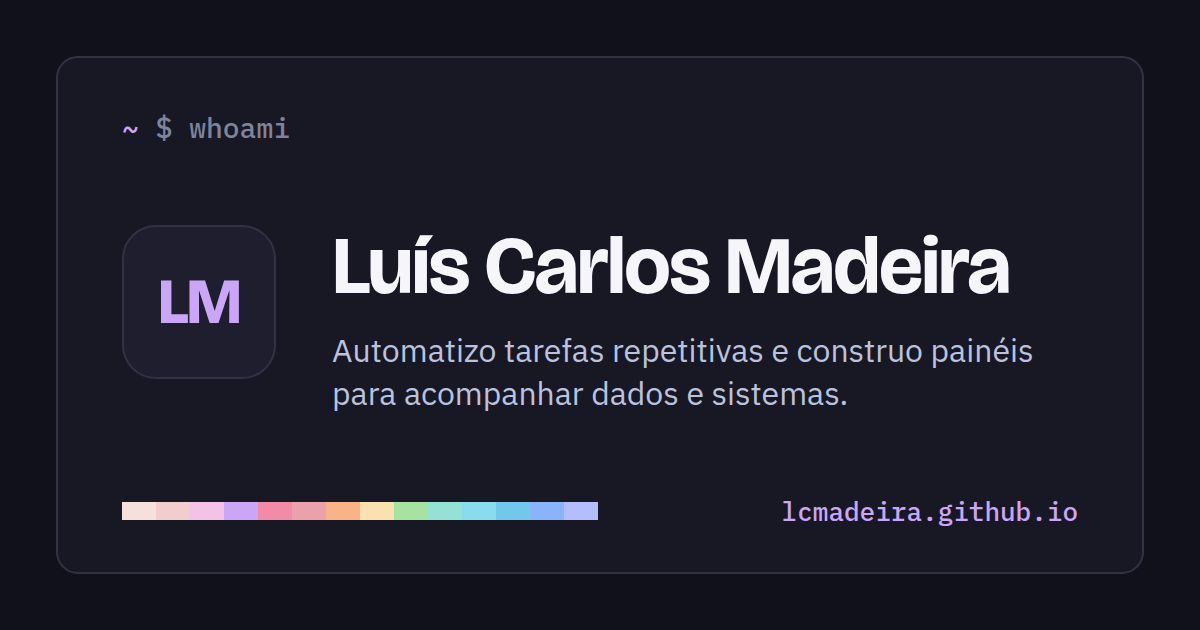 ~ $ whoami
LM
Luís Carlos Madeira
Automatizo tarefas repetitivas e construo painéis
para acompanhar dados e sistemas.
lcmadeira.github.io